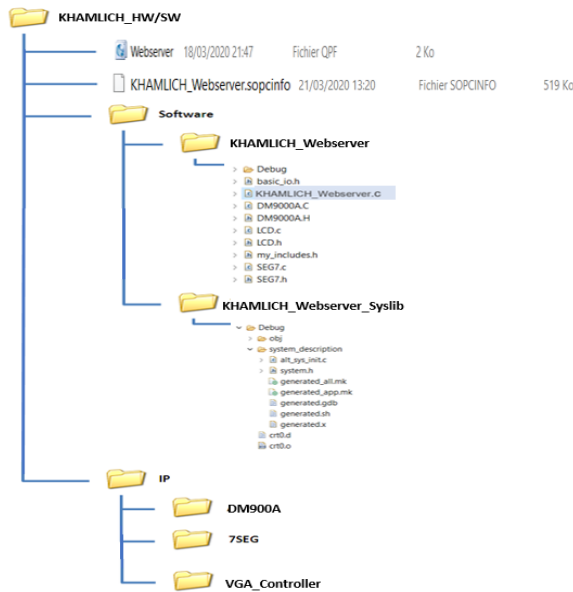 KHAMLICH_HW/SW
Webserver 18/03/2020 21:47 Fichier QPF 2 Ko
KHAMLICH_Webserver.sopcinfo 21/03/2020 13:20 Fichier SOPCINFO 519 Ko
Software
KHAMLICH_Webserver
Debug
basic_io.h
KHAMLICH_Webserver.C
DM9000A.C
DM9000A.H
LCD.c
LCD.h
my_includes.h
SEG7.c
SEG7.h
KHAMLICH_Webserver_Syslib
Debug
obj
system_description
alt_sys_init.c
system.h
generated_all.mk
generated_app.mk
generated.gdb
generated.sh
generated.x
crt0.d
crt0.o
IP
DM900A
7SEG
VGA_Controller